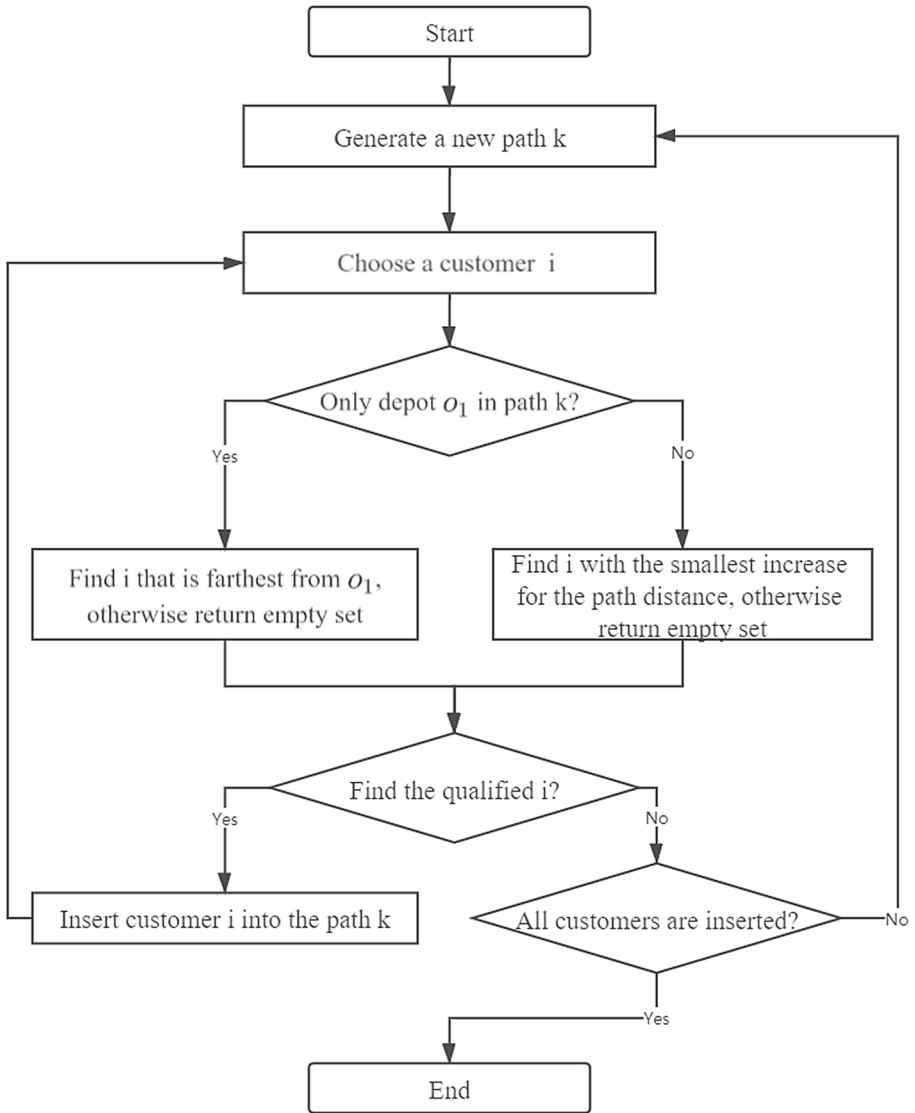 Start
Generate a new path k
Choose a customer i
Only depot o₁ in path k?
Yes
No
Find i that is farthest from o₁,
otherwise return empty set
Find i with the smallest increase
for the path distance, otherwise
return empty set
Find the qualified i?
Yes
No
Insert customer i into the path k
All customers are inserted?
No
Yes
End